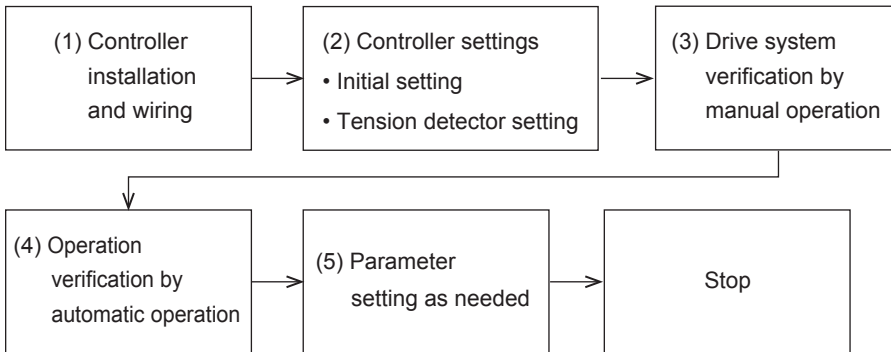 (1) Controller
installation
and wiring
(2) Controller settings
• Initial setting
• Tension detector setting
(3) Drive system
verification by
manual operation
(4) Operation
verification by
automatic operation
(5) Parameter
setting as needed
Stop